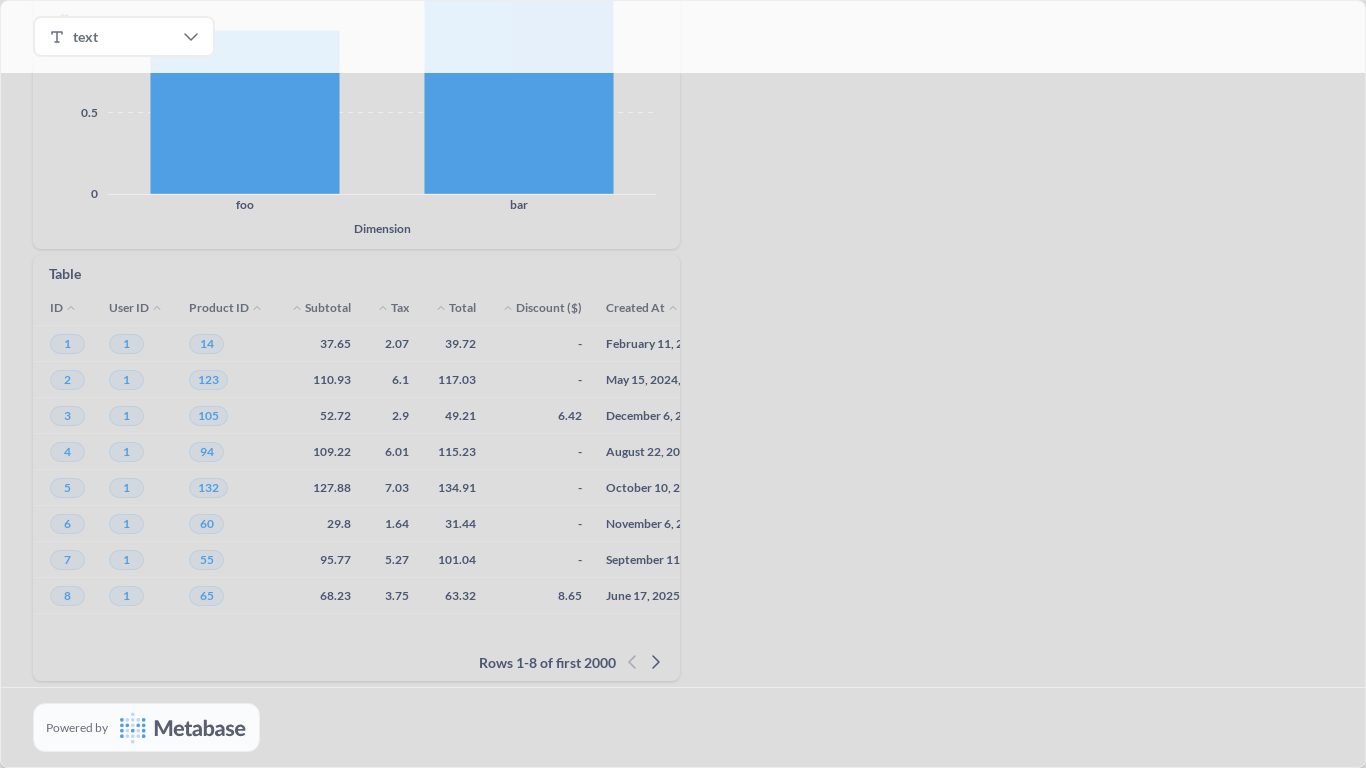 text
0.5
0
foo bar
Dimension
Table
ID User ID Product ID Subtotal Tax Total Discount ($) Created At
1 1 14 37.65 2.07 39.72 - February 11, 2
2 1 123 110.93 6.1 117.03 - May 15, 2024,
3 1 105 52.72 2.9 49.21 6.42 December 6, 2
4 1 94 109.22 6.01 115.23 - August 22, 20
5 1 132 127.88 7.03 134.91 - October 10, 2
6 1 60 29.8 1.64 31.44 - November 6, 2
7 1 55 95.77 5.27 101.04 - September 11
8 1 65 68.23 3.75 63.32 8.65 June 17, 2025
Rows 1-8 of first 2000
Powered by Metabase